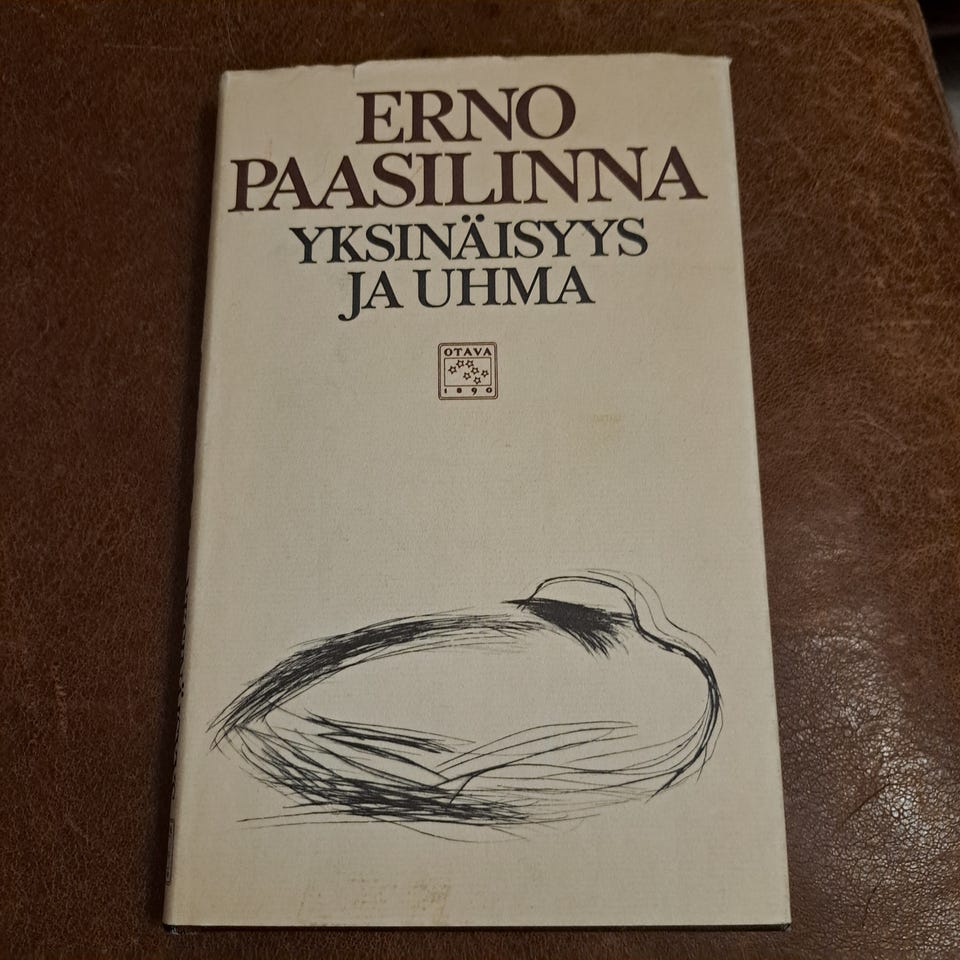 ERNO
PAASILINNA
YKSINÄISYYS
JA UHMA
OTAVA
1890